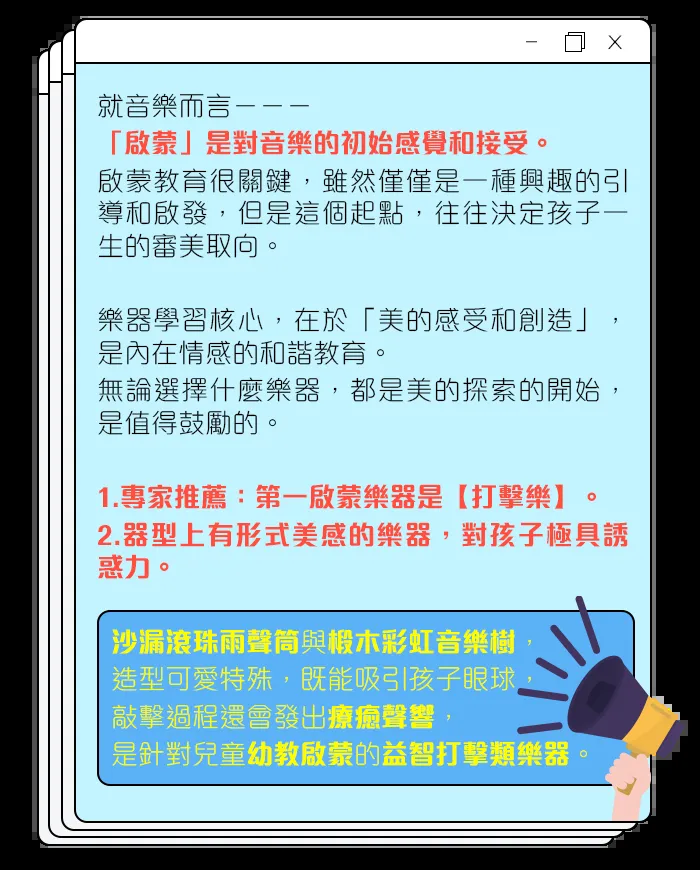 就音樂而言－－－
「啟蒙」是對音樂的初始感覺和接受。
啟蒙教育很關鍵，雖然僅僅是一種興趣的引
導和啟發，但是這個起點，往往決定孩子一
生的審美取向。
樂器學習核心，在於「美的感受和創造」，
是內在情感的和諧教育。
無論選擇什麼樂器，都是美的探索的開始，
是值得鼓勵的。
1.專家推薦：第一啟蒙樂器是【打擊樂】。
2.器型上有形式美感的樂器，對孩子極具誘
惑力。
沙漏滾珠雨聲筒與椴木彩虹音樂樹，
造型可愛特殊，既能吸引孩子眼球，
敲擊過程還會發出療癒聲響，
是針對兒童幼教啟蒙的益智打擊類樂器。